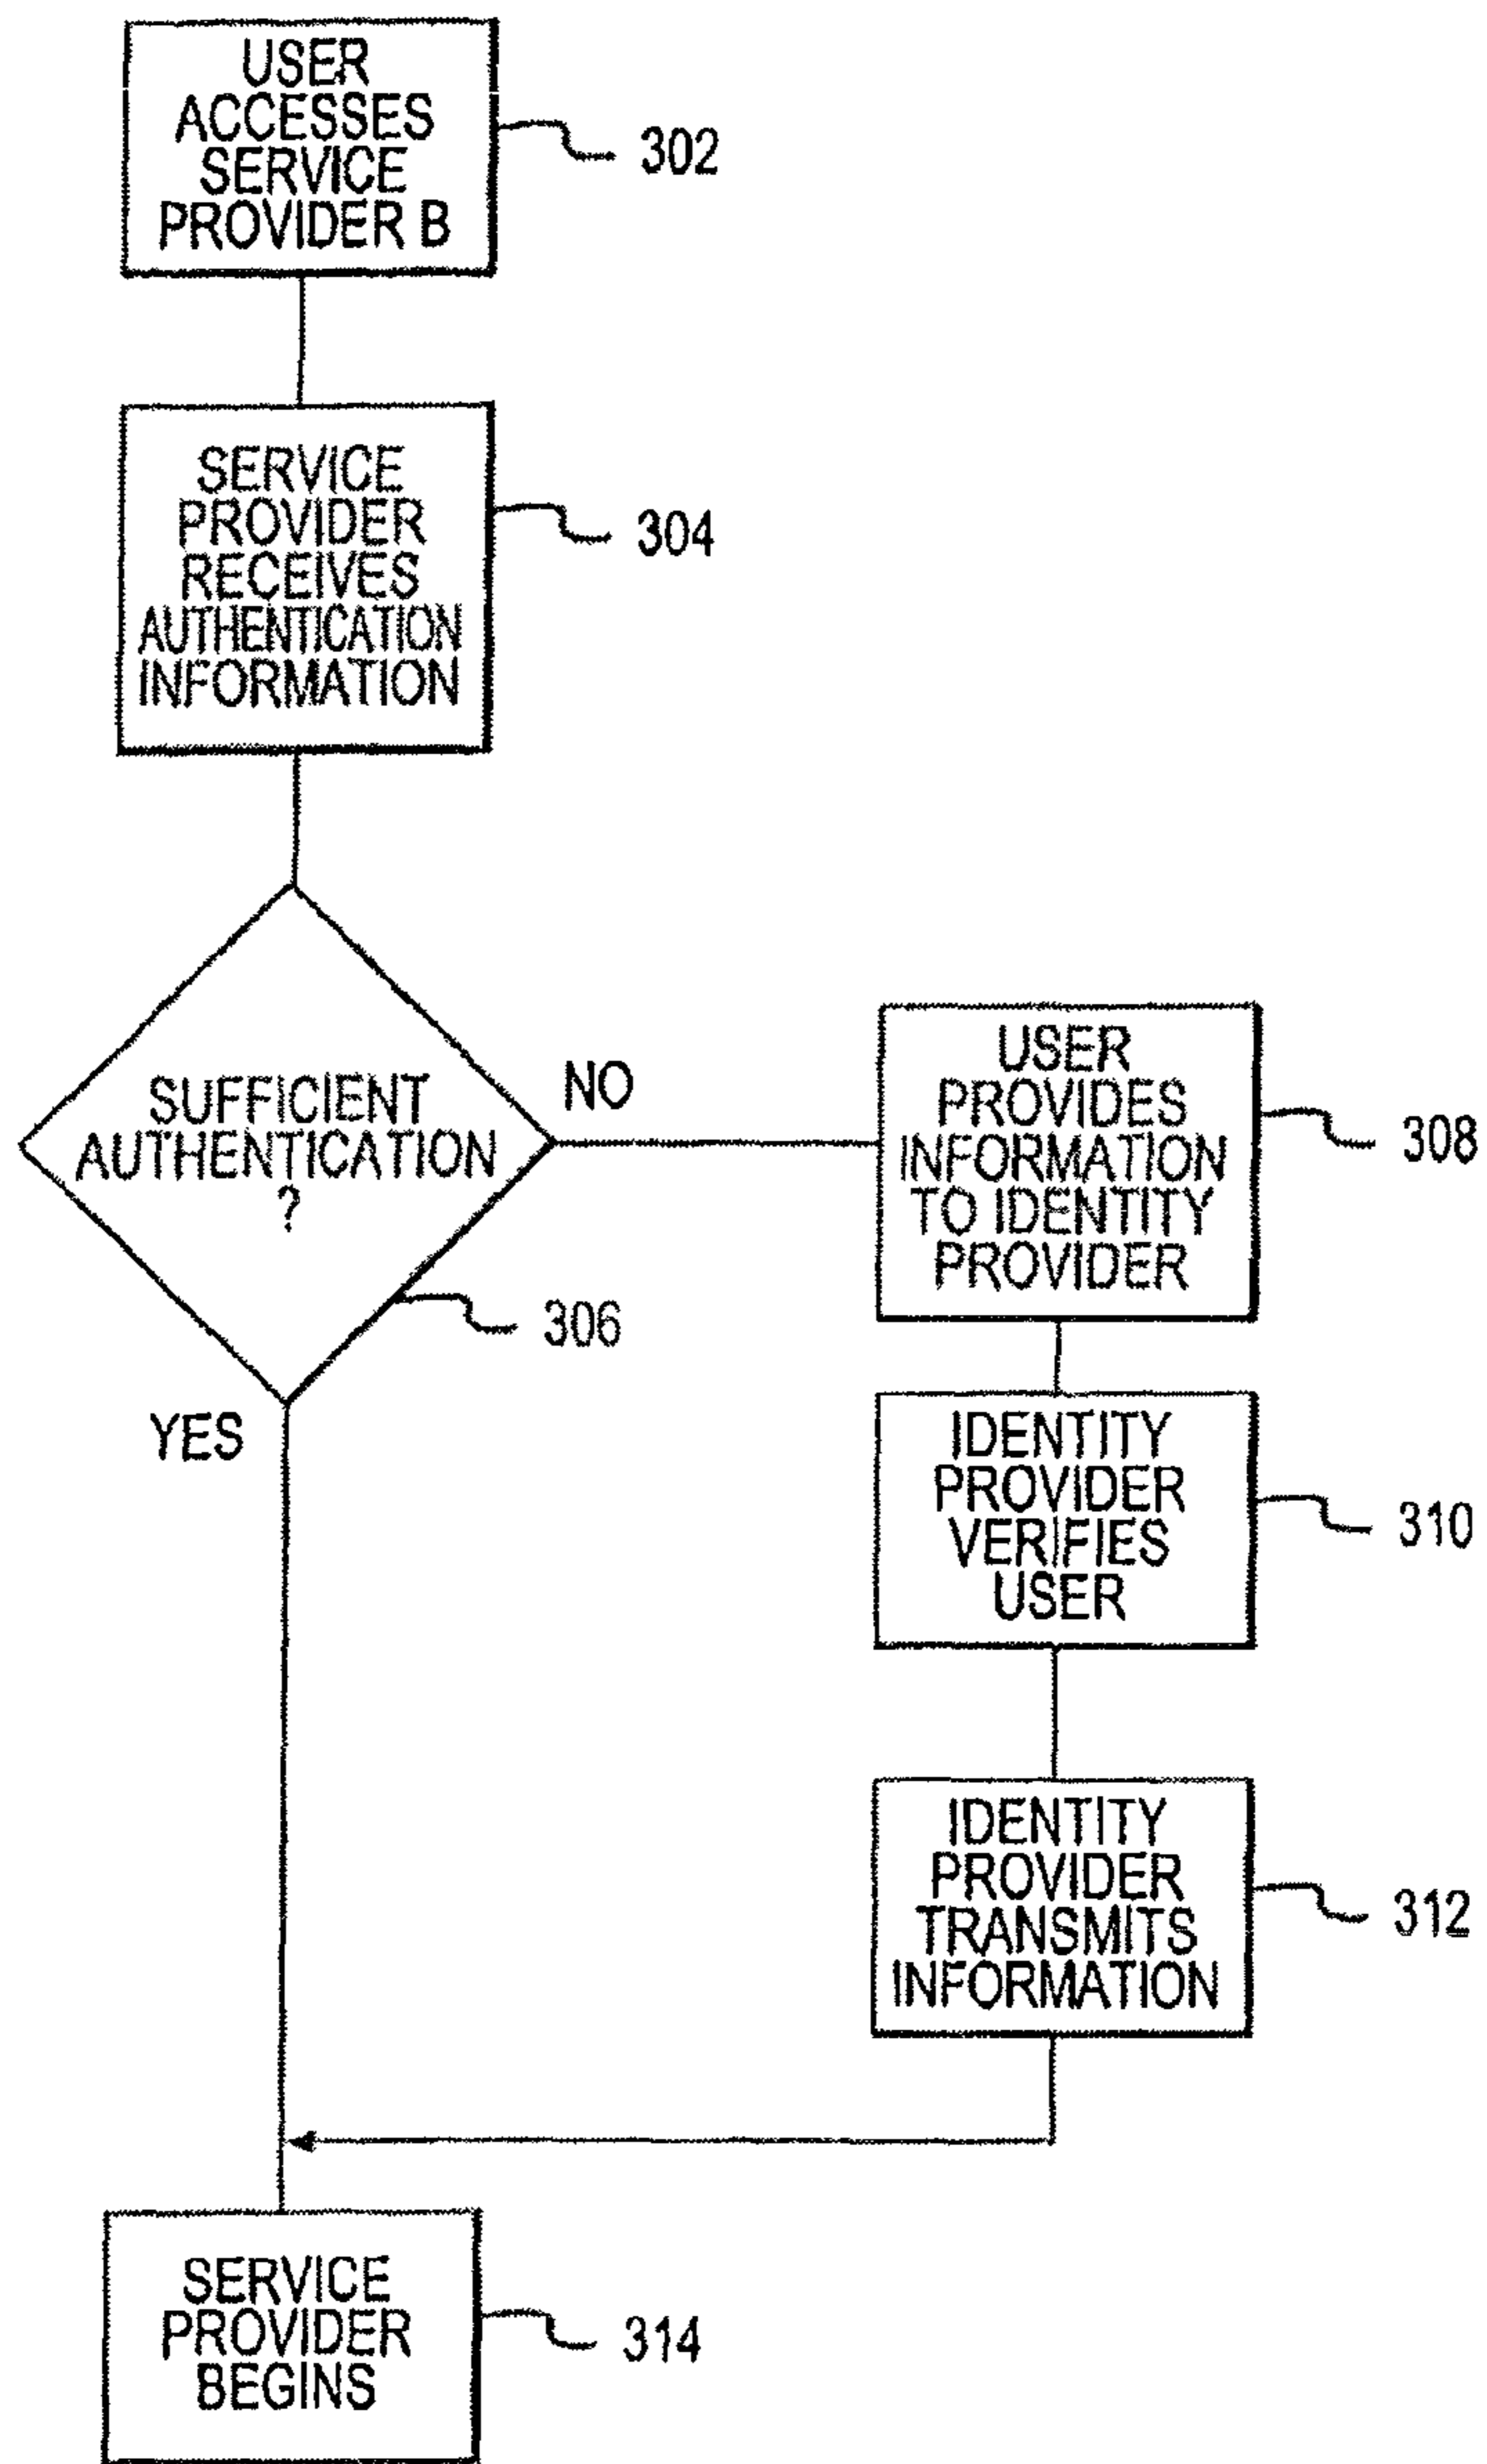 USER
ACCESSES
SERVICE
PROVIDER B
302
SERVICE
PROVIDER
RECEIVES
AUTHENTICATION
INFORMATION
304
SUFFICIENT
AUTHENTICATION
?
306
NO
YES
USER
PROVIDES
INFORMATION
TO IDENTITY
PROVIDER
308
IDENTITY
PROVIDER
VERIFIES
USER
310
IDENTITY
PROVIDER
TRANSMITS
INFORMATION
312
SERVICE
PROVIDER
BEGINS
314